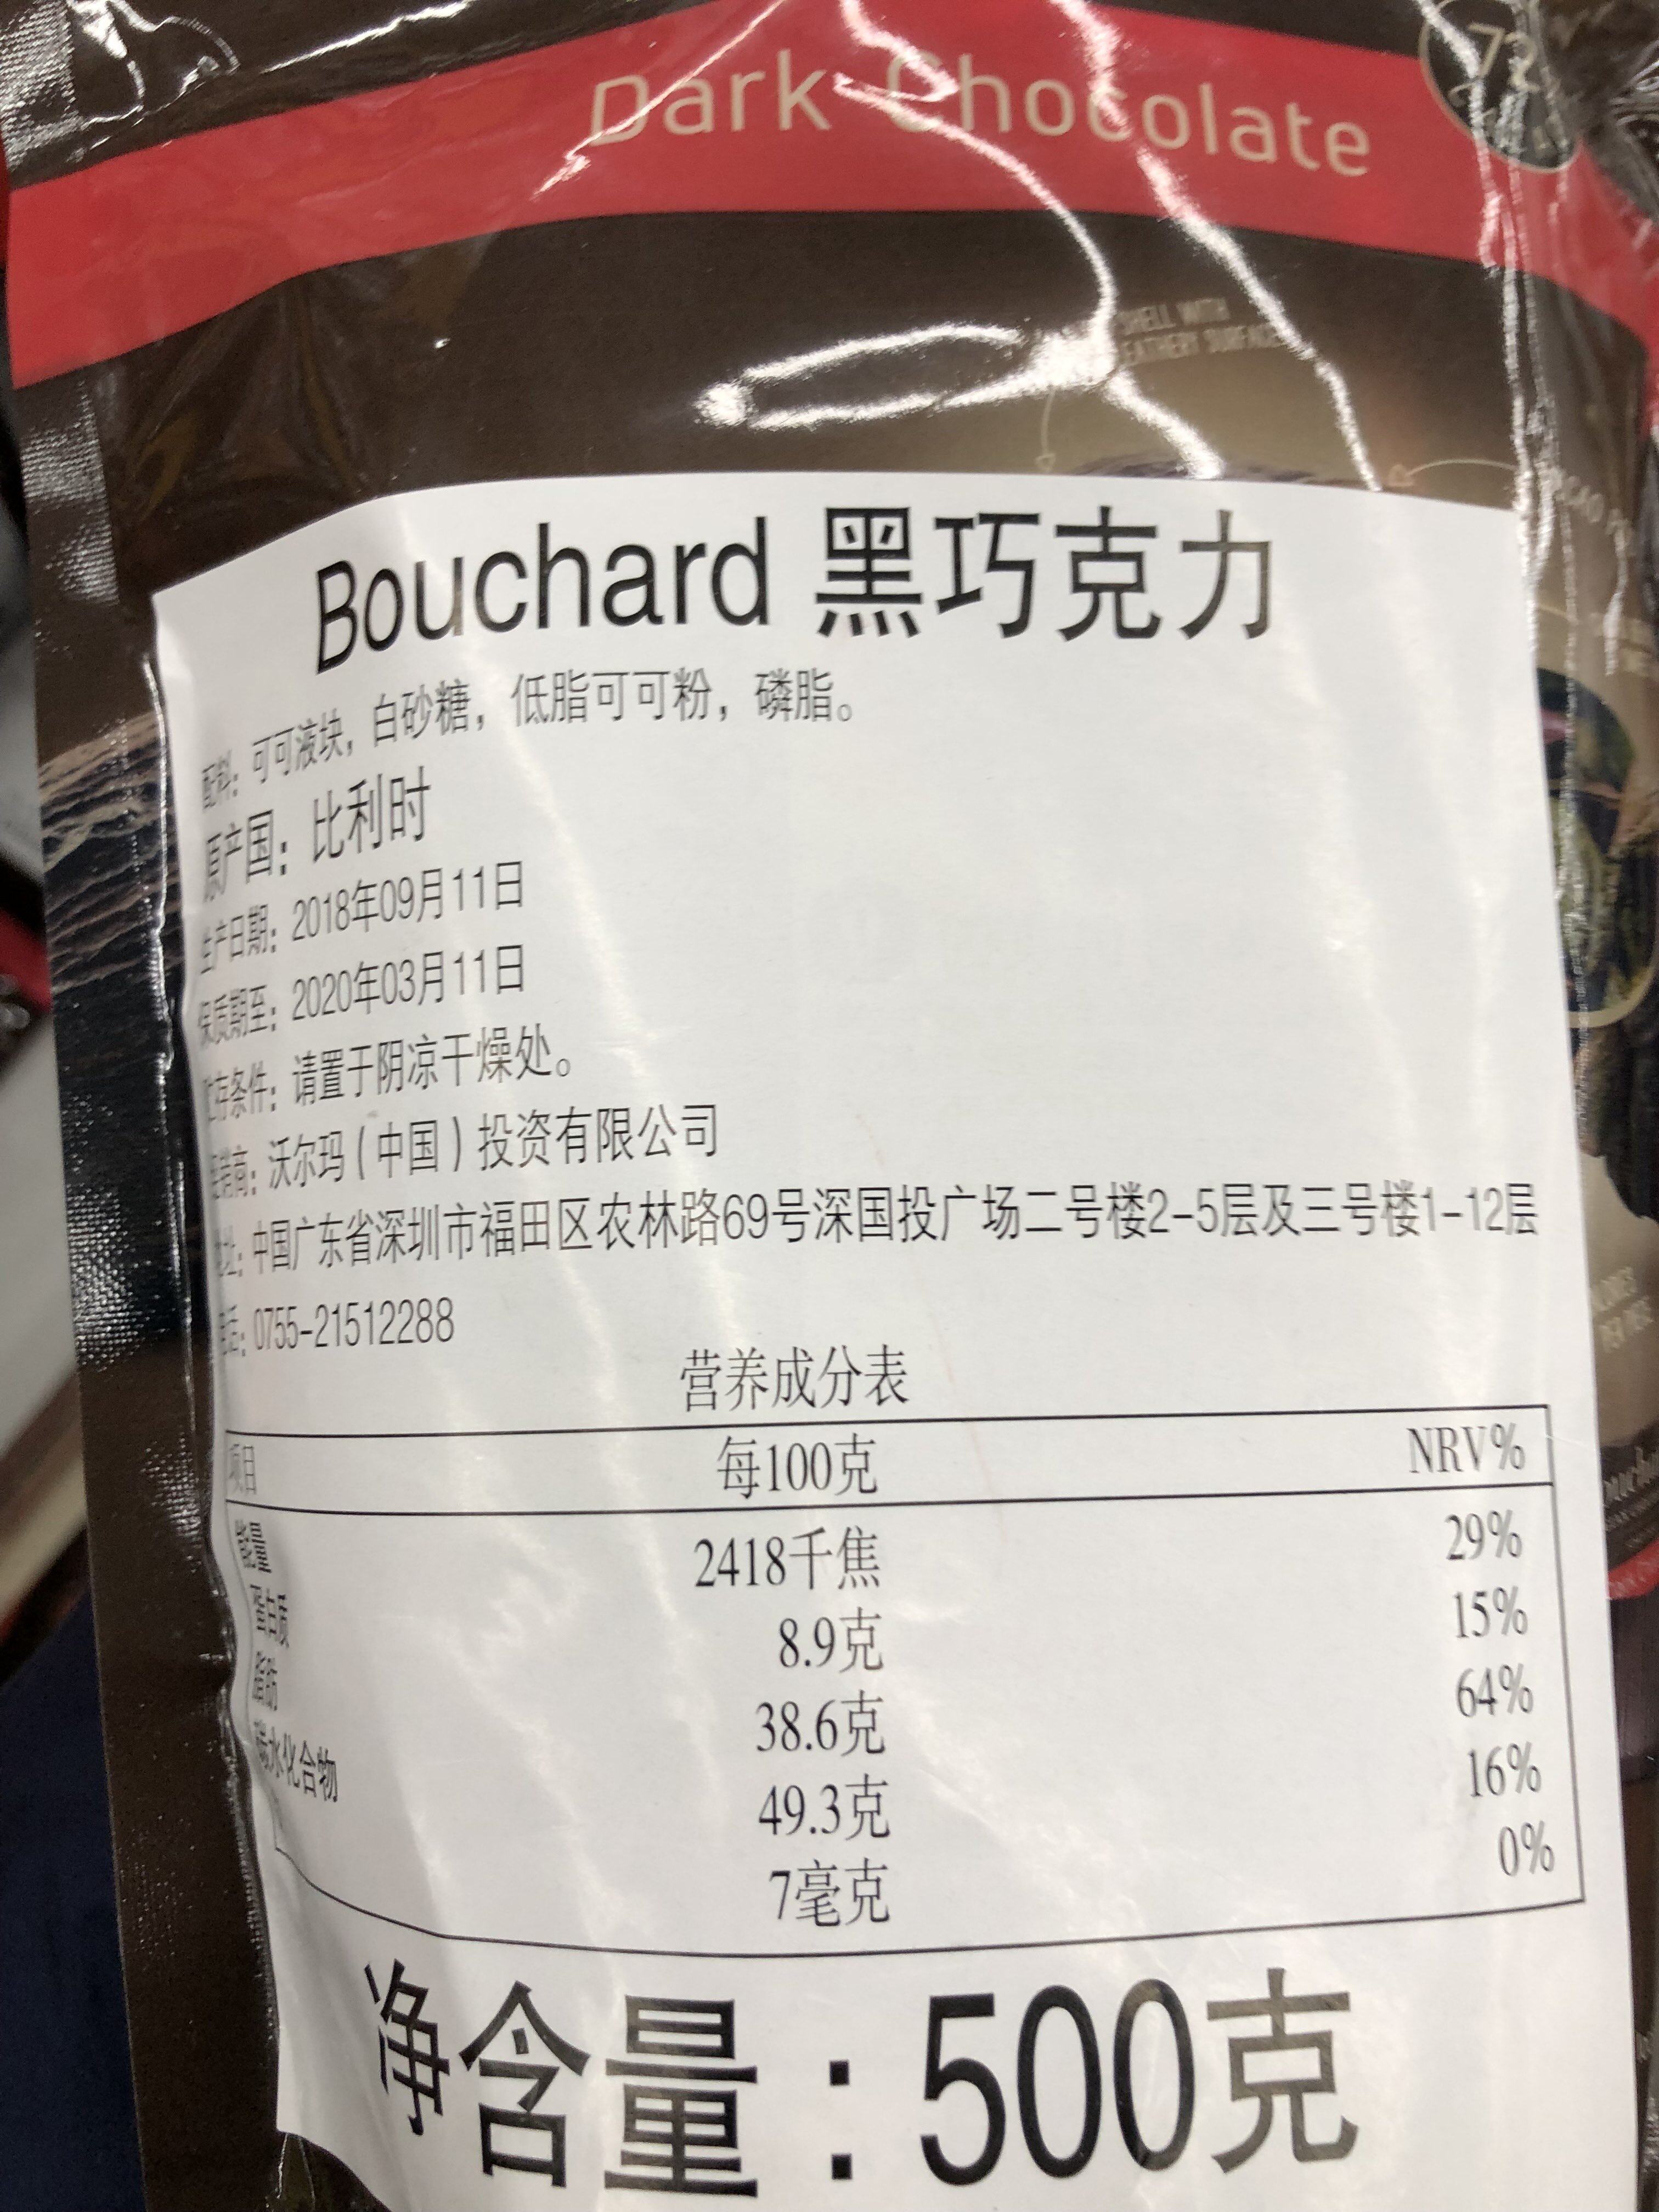 Dark Chocolate
72
SHELL WITH
LEATHERY SURFACE
Bouchard 黑巧克力
配料: 可可液块, 白砂糖, 低脂可可粉, 磷脂。
原产国: 比利时
生产日期: 2018年09月11日
保质期至: 2020年03月11日
贮存条件: 请置于阴凉干燥处。
经销商: 沃尔玛(中国)投资有限公司
地址: 中国广东省深圳市福田区农林路69号深国投广场二号楼2-5层及三号楼1-12层
电话: 0755-21512288
营养成分表
项目 每100克 NRV%
能量 2418千焦 29%
蛋白质 8.9克 15%
脂肪 38.6克 64%
碳水化合物 49.3克 16%
7毫克 0%
净含量:500克